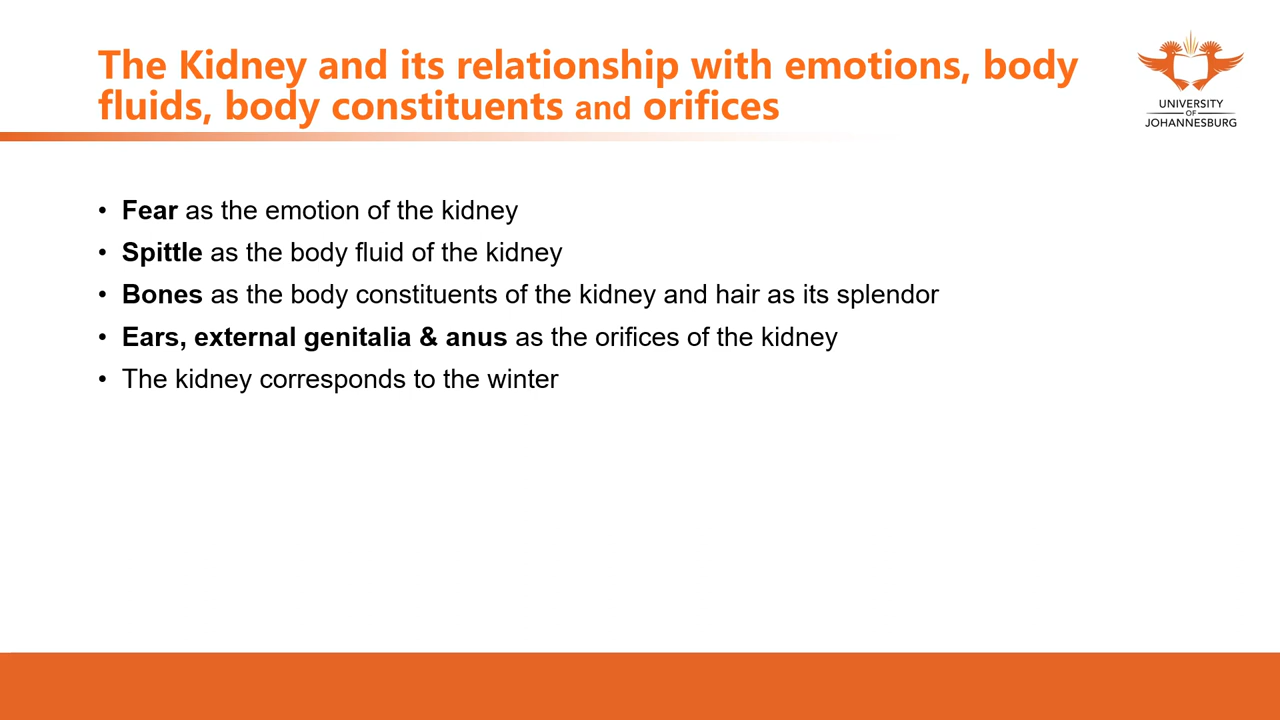 The Kidney and its relationship with emotions, body
fluids, body constituents and orifices
UNIVERSITY
OF
JOHANNESBURG
• Fear as the emotion of the kidney
• Spittle as the body fluid of the kidney
• Bones as the body constituents of the kidney and hair as its splendor
• Ears, external genitalia & anus as the orifices of the kidney
• The kidney corresponds to the winter